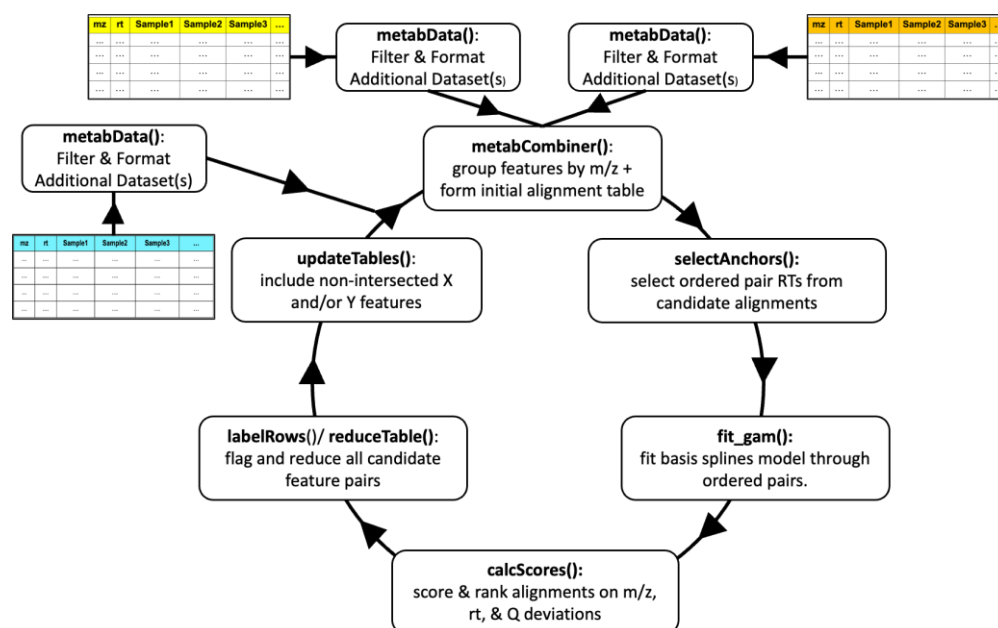 mz rt Sample1 Sample2 Sample3 ...
... ... ... ... ...
... ... ... ... ...
... ... ... ... ...
... ... ... ... ...
metabData():
Filter & Format
Additional Dataset(s)
metabData():
Filter & Format
Additional Dataset(s)
mz rt Sample1 Sample2 Sample3 ...
... ... ... ... ...
... ... ... ... ...
... ... ... ... ...
... ... ... ... ...
metabData():
Filter & Format
Additional Dataset(s)
metabCombiner():
group features by m/z +
form initial alignment table
mz rt Sample1 Sample2 Sample3 ...
... ... ... ... ... ...
... ... ... ... ... ...
... ... ... ... ... ...
... ... ... ... ... ...
updateTables():
include non-intersected X
and/or Y features
selectAnchors():
select ordered pair RTs from
candidate alignments
labelRows()/ reduceTable():
flag and reduce all candidate
feature pairs
fit_gam():
fit basis splines model through
ordered pairs.
calcScores():
score & rank alignments on m/z,
rt, & Q deviations